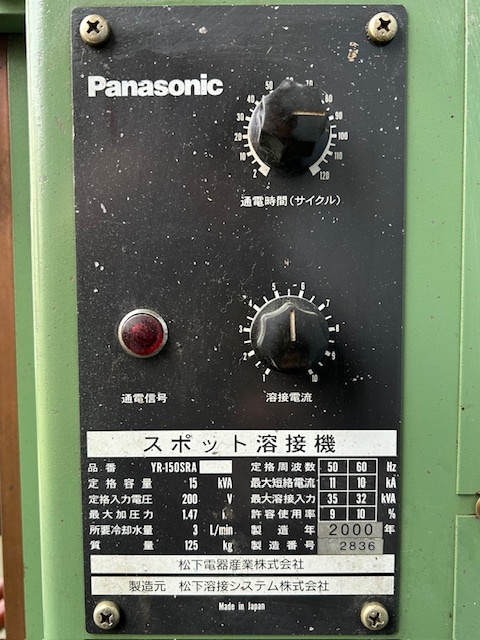 Panasonic
2 10 20 30 40 50 70 80 90 100 110 120
通電時間(サイクル)
1 2 3 4 5 6 7 8 9 10
通電信号
溶接電流
スポット溶接機
品番 YR-150SRA 定格周波数 50 60 Hz
定格容量 15 kVA 最大短絡電流 11 10 kA
定格入力電圧 200 V 最大溶接入力 35 32 kVA
最大加圧力 1.47 許容使用率 9 10 %
所要冷却水量 3 L/min 製造年 2000年
質量 125 kg 製造番号 2836
松下電器産業株式会社
製造元 松下溶接システム株式会社
Made in Japan